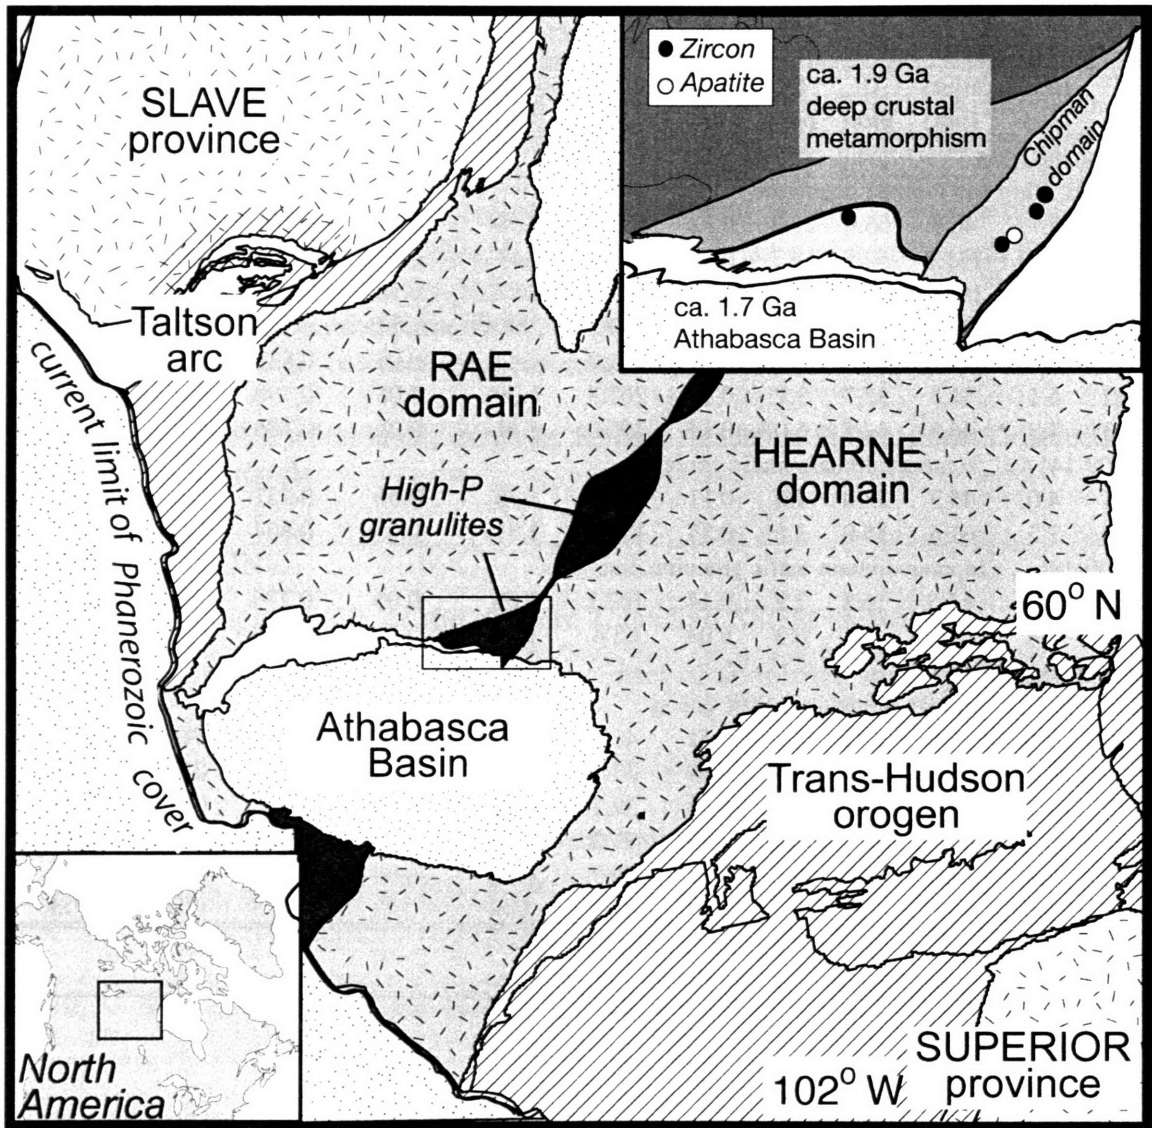 SLAVE
province
Zircon
Apatite
ca. 1.9 Ga
deep crustal
metamorphism
Chipman
domain
ca. 1.7 Ga
Athabasca Basin
Taltson
arc
current limit of Phanerozoic cover
RAE
domain
HEARNE
domain
High-P
granulites
60° N
Athabasca
Basin
Trans-Hudson
orogen
North
America
SUPERIOR
province
102° W